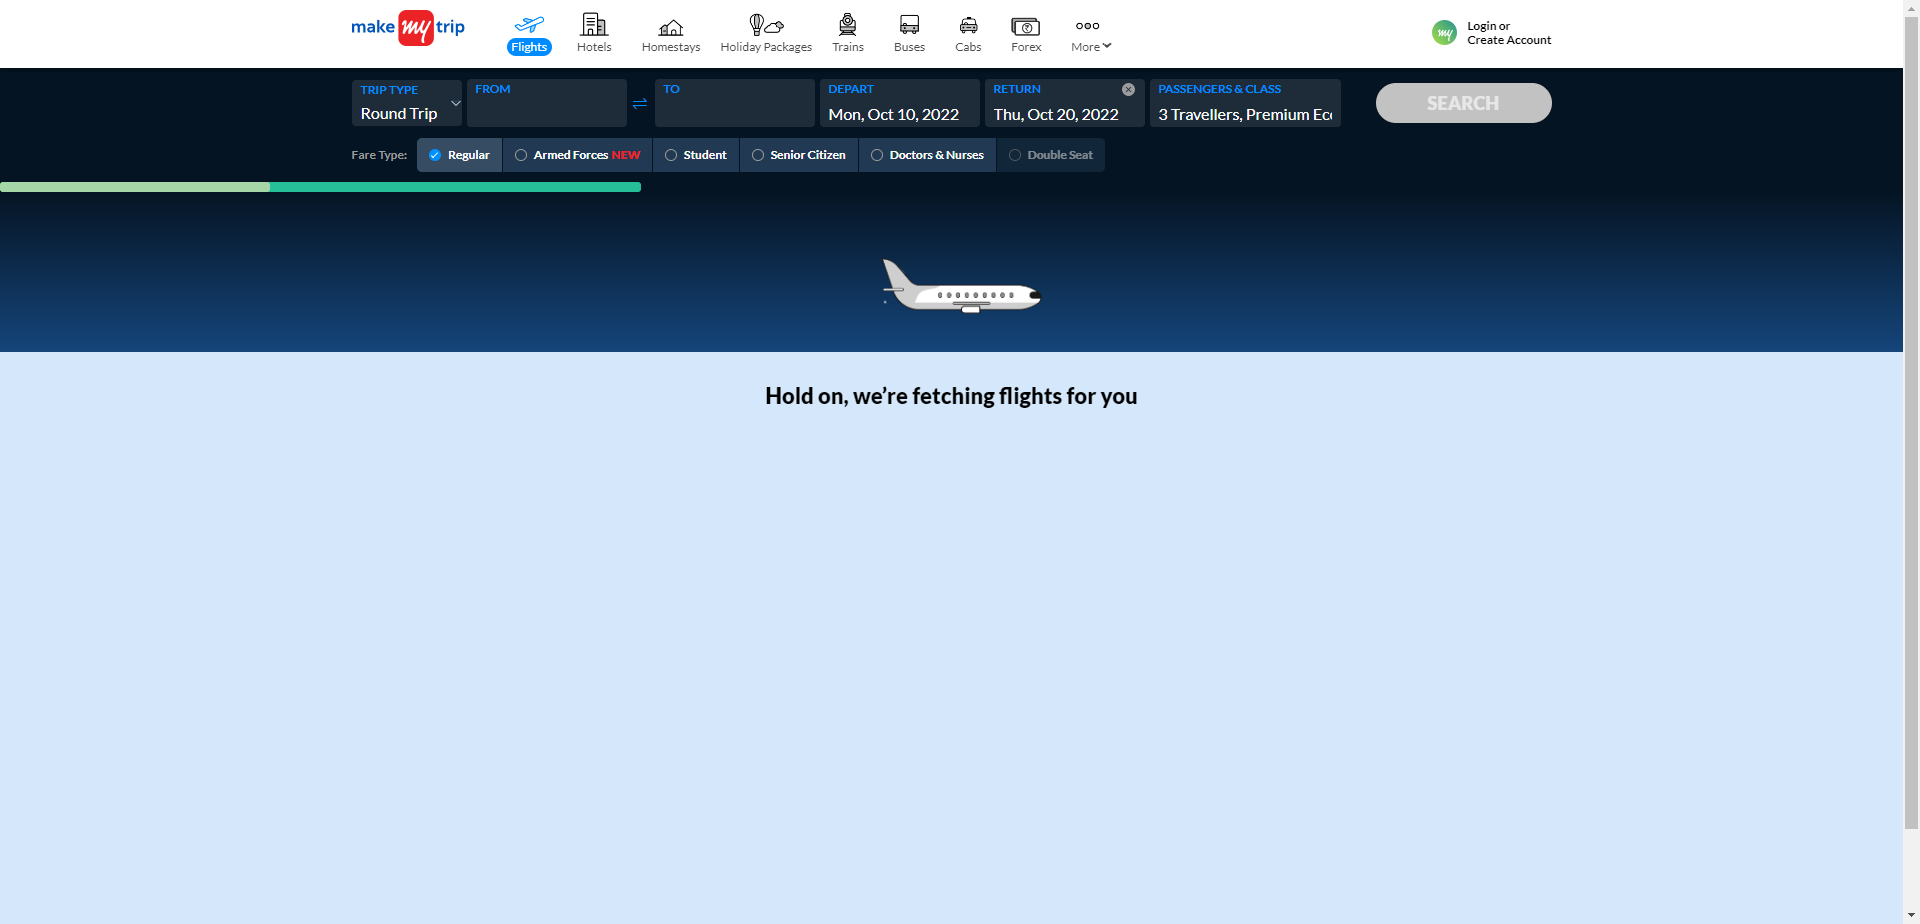 make my trip
Flights
Hotels
Homestays
Holiday Packages
Trains
Buses
Cabs
Forex
More
my
Login or
Create Account
TRIP TYPE
Round Trip
FROM
TO
DEPART
Mon, Oct 10, 2022
RETURN
Thu, Oct 20, 2022
PASSENGERS & CLASS
3 Travellers, Premium Ec
SEARCH
Fare Type:
Regular
Armed Forces NEW
Student
Senior Citizen
Doctors & Nurses
Double Seat
Hold on, we’re fetching flights for you